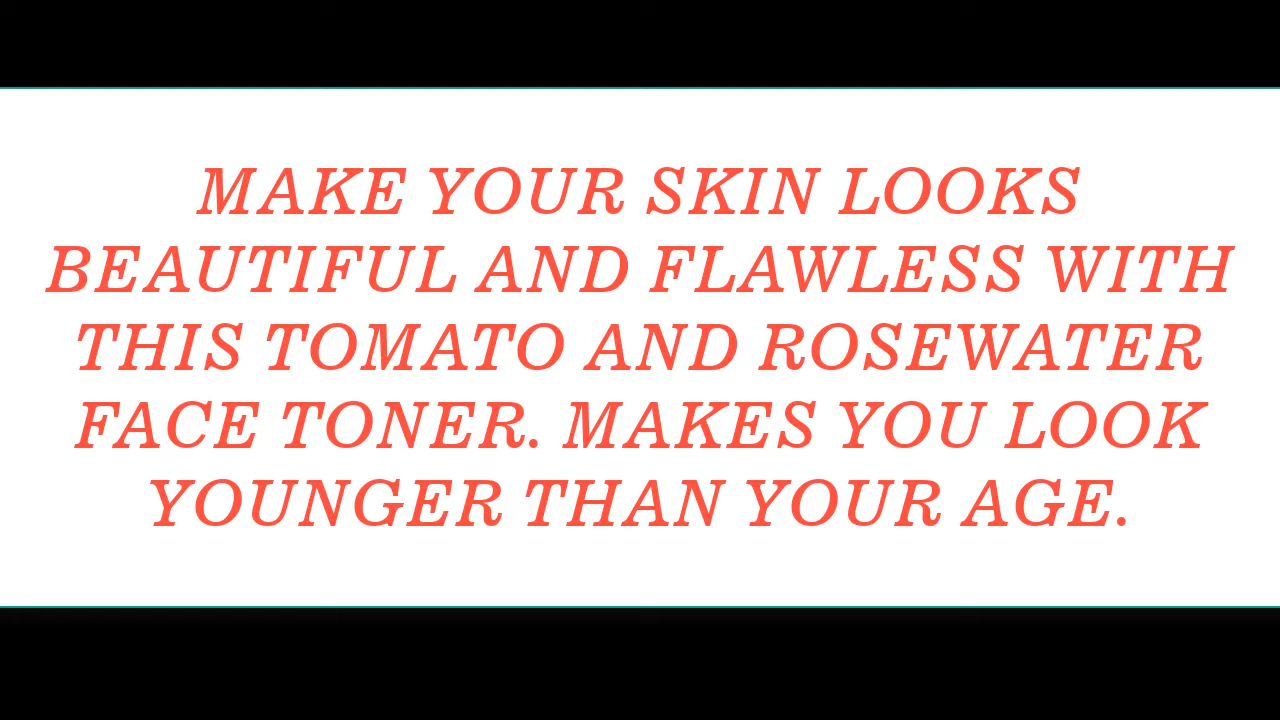 MAKE YOUR SKIN LOOKS
BEAUTIFUL AND FLAWLESS WITH
THIS TOMATO AND ROSEWATER
FACE TONER. MAKES YOU LOOK
YOUNGER THAN YOUR AGE.